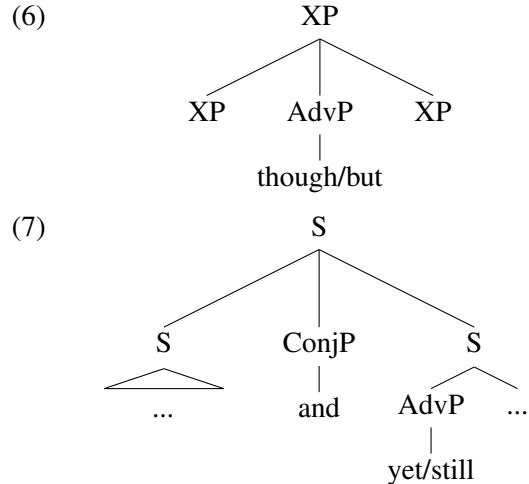 (6) XP
XP AdvP XP
though/but
(7) S
S ConjP S
... and AdvP ...
yet/still